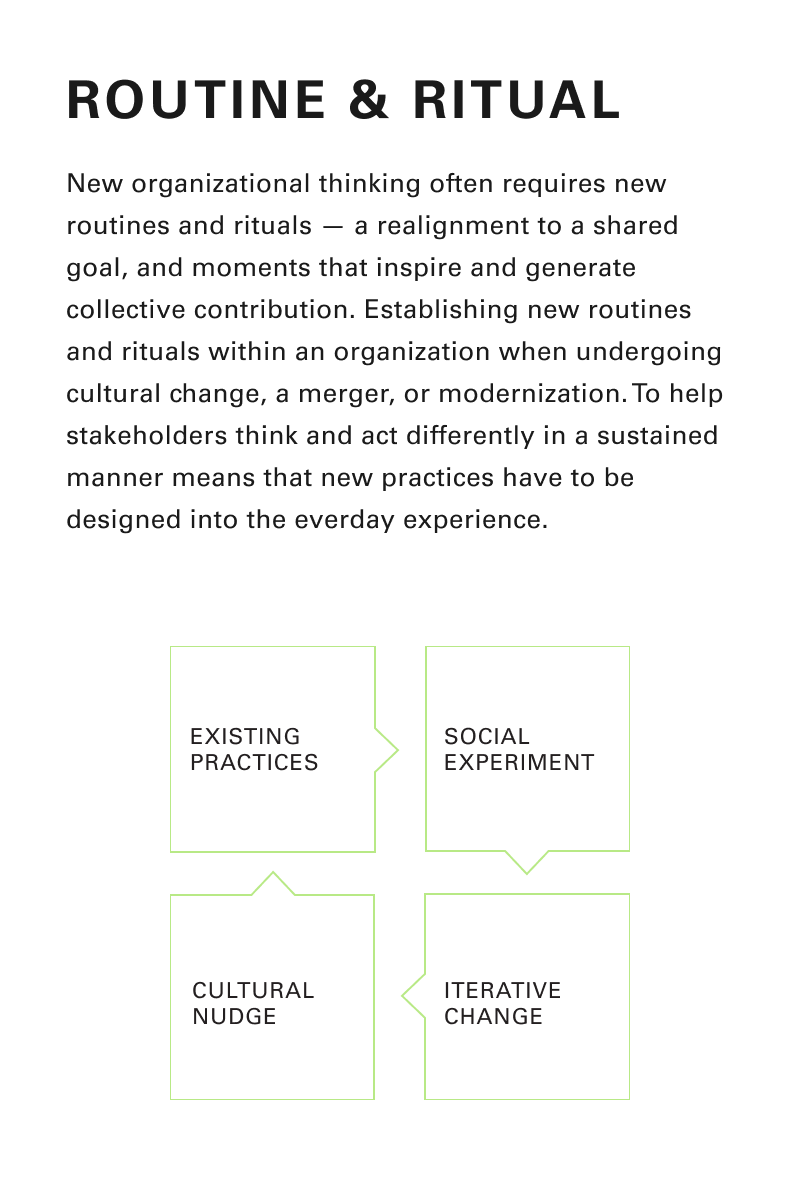 ROUTINE & RITUAL
New organizational thinking often requires new
routines and rituals — a realignment to a shared
goal, and moments that inspire and generate
collective contribution. Establishing new routines
and rituals within an organization when undergoing
cultural change, a merger, or modernization. To help
stakeholders think and act differently in a sustained
manner means that new practices have to be
designed into the everday experience.
EXISTING
PRACTICES
SOCIAL
EXPERIMENT
CULTURAL
NUDGE
ITERATIVE
CHANGE